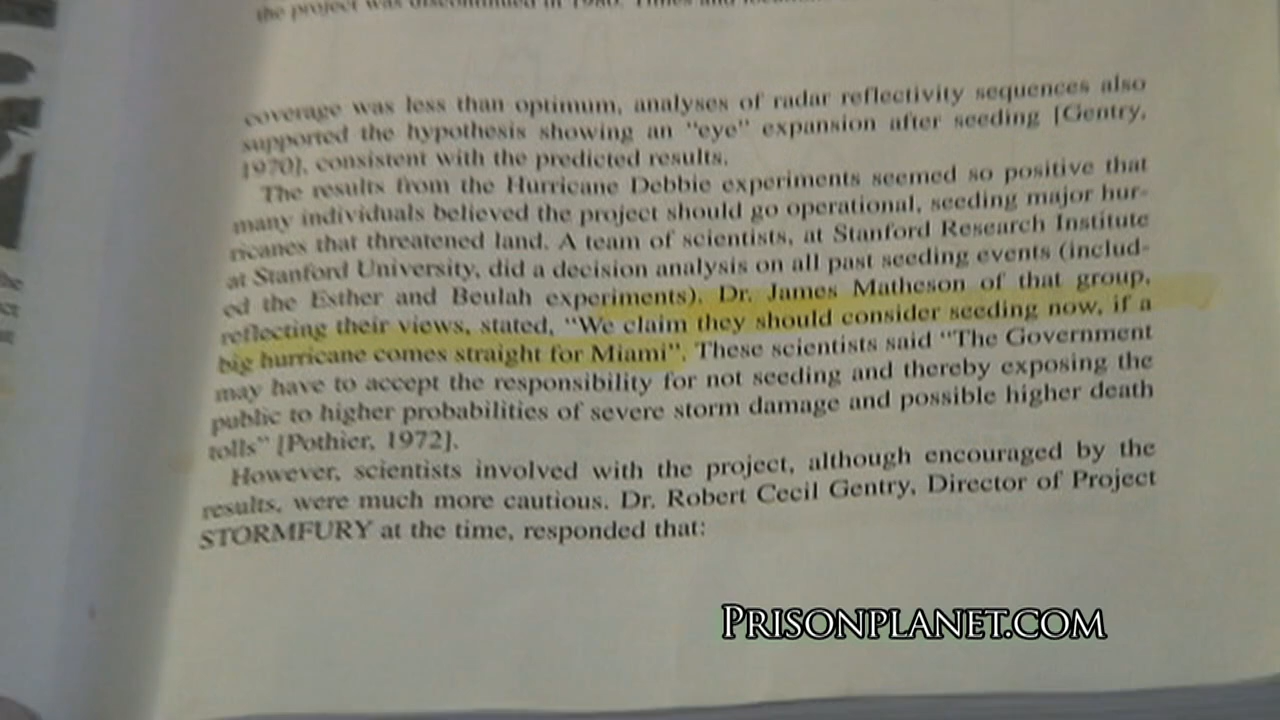 the project was discontinued in 1980. Times and
coverage was less than optimum, analyses of radar reflectivity sequences also
supported the hypothesis showing an "eye" expansion after seeding [Gentry,
1970], consistent with the predicted results.
The results from the Hurricane Debbie experiments seemed so positive that
many individuals believed the project should go operational, seeding major hur-
ricanes that threatened land. A team of scientists, at Stanford Research Institute
at Stanford University, did a decision analysis on all past seeding events (includ-
ed the Esther and Beulah experiments). Dr. James Matheson of that group,
reflecting their views, stated, "We claim they should consider seeding now, if a
big hurricane comes straight for Miami". These scientists said "The Government
may have to accept the responsibility for not seeding and thereby exposing the
public to higher probabilities of severe storm damage and possible higher death
tolls" [Pothier, 1972].
However, scientists involved with the project, although encouraged by the
results, were much more cautious. Dr. Robert Cecil Gentry, Director of Project
STORMFURY at the time, responded that:
PRISONPLANET.COM